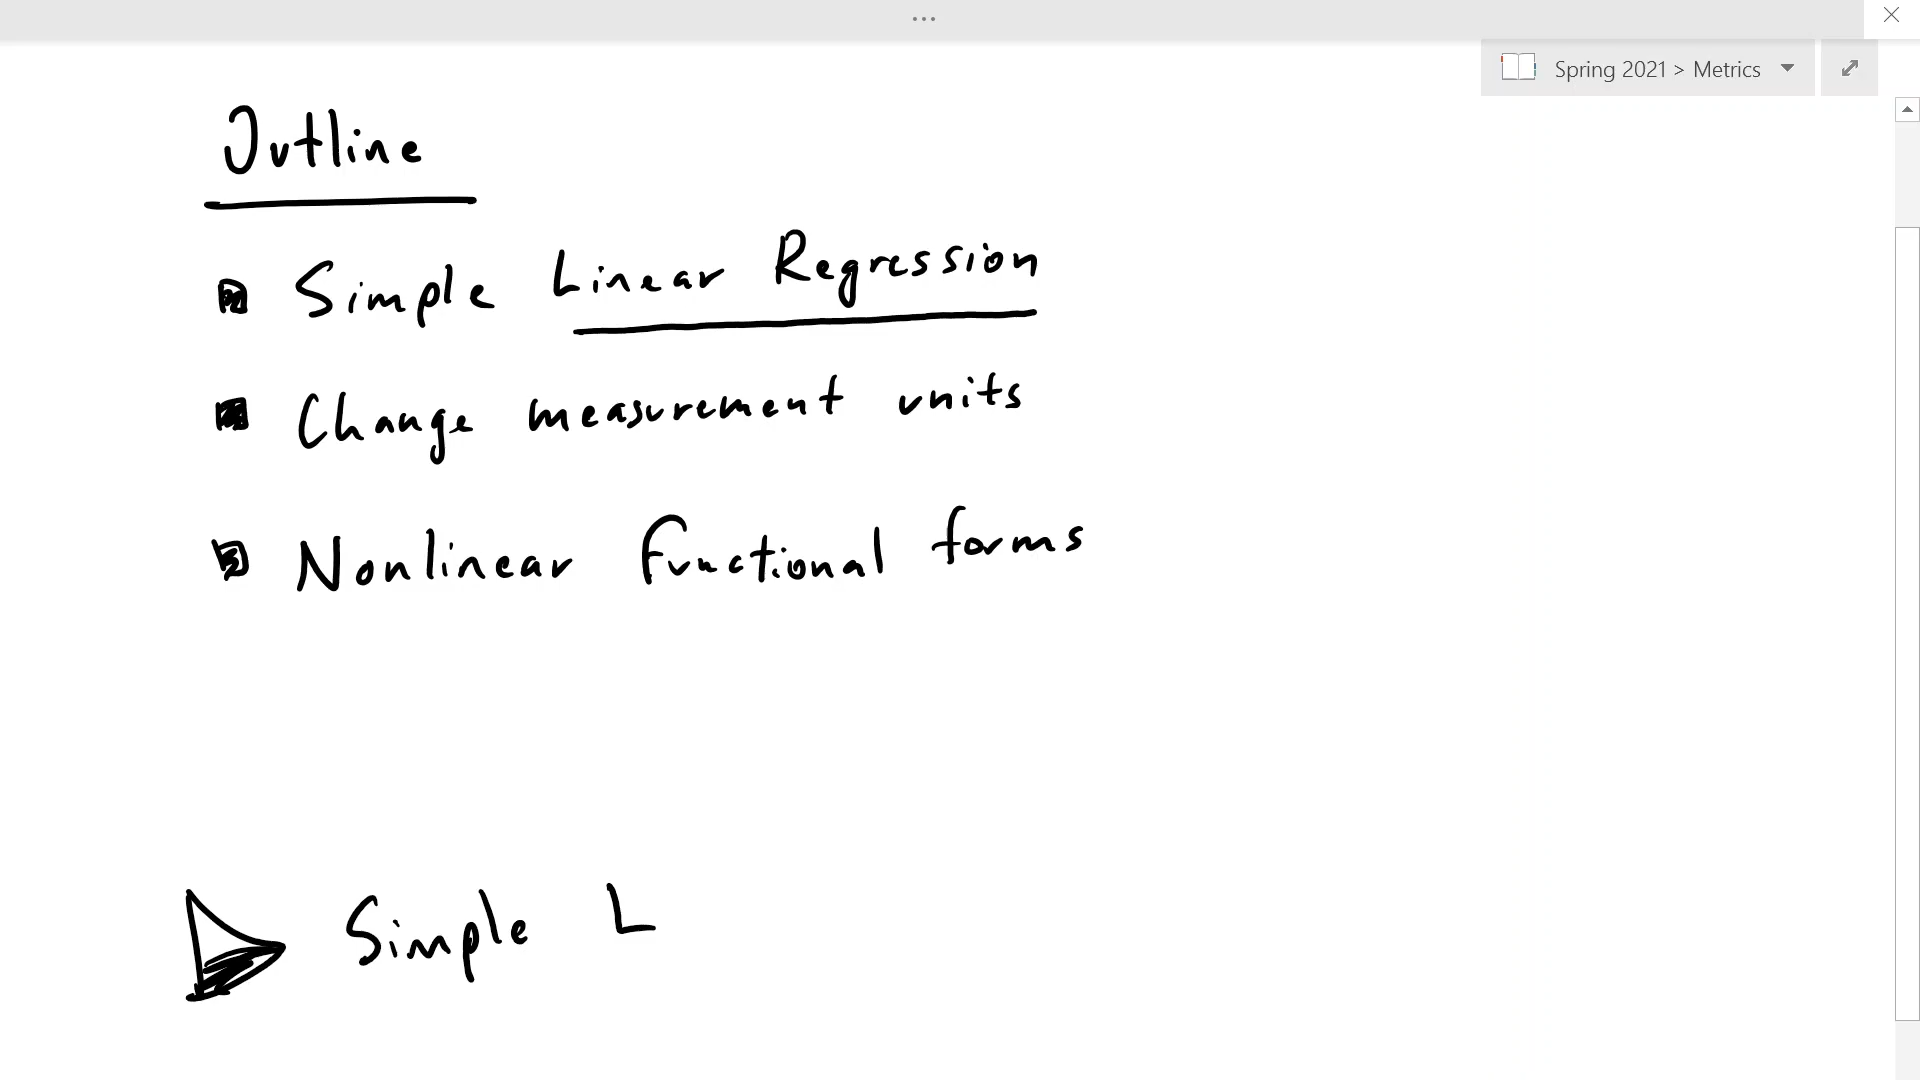 ...
Spring 2021 > Metrics
Outline
Simple Linear Regression
Change measurement units
Nonlinear functional forms
Simple L